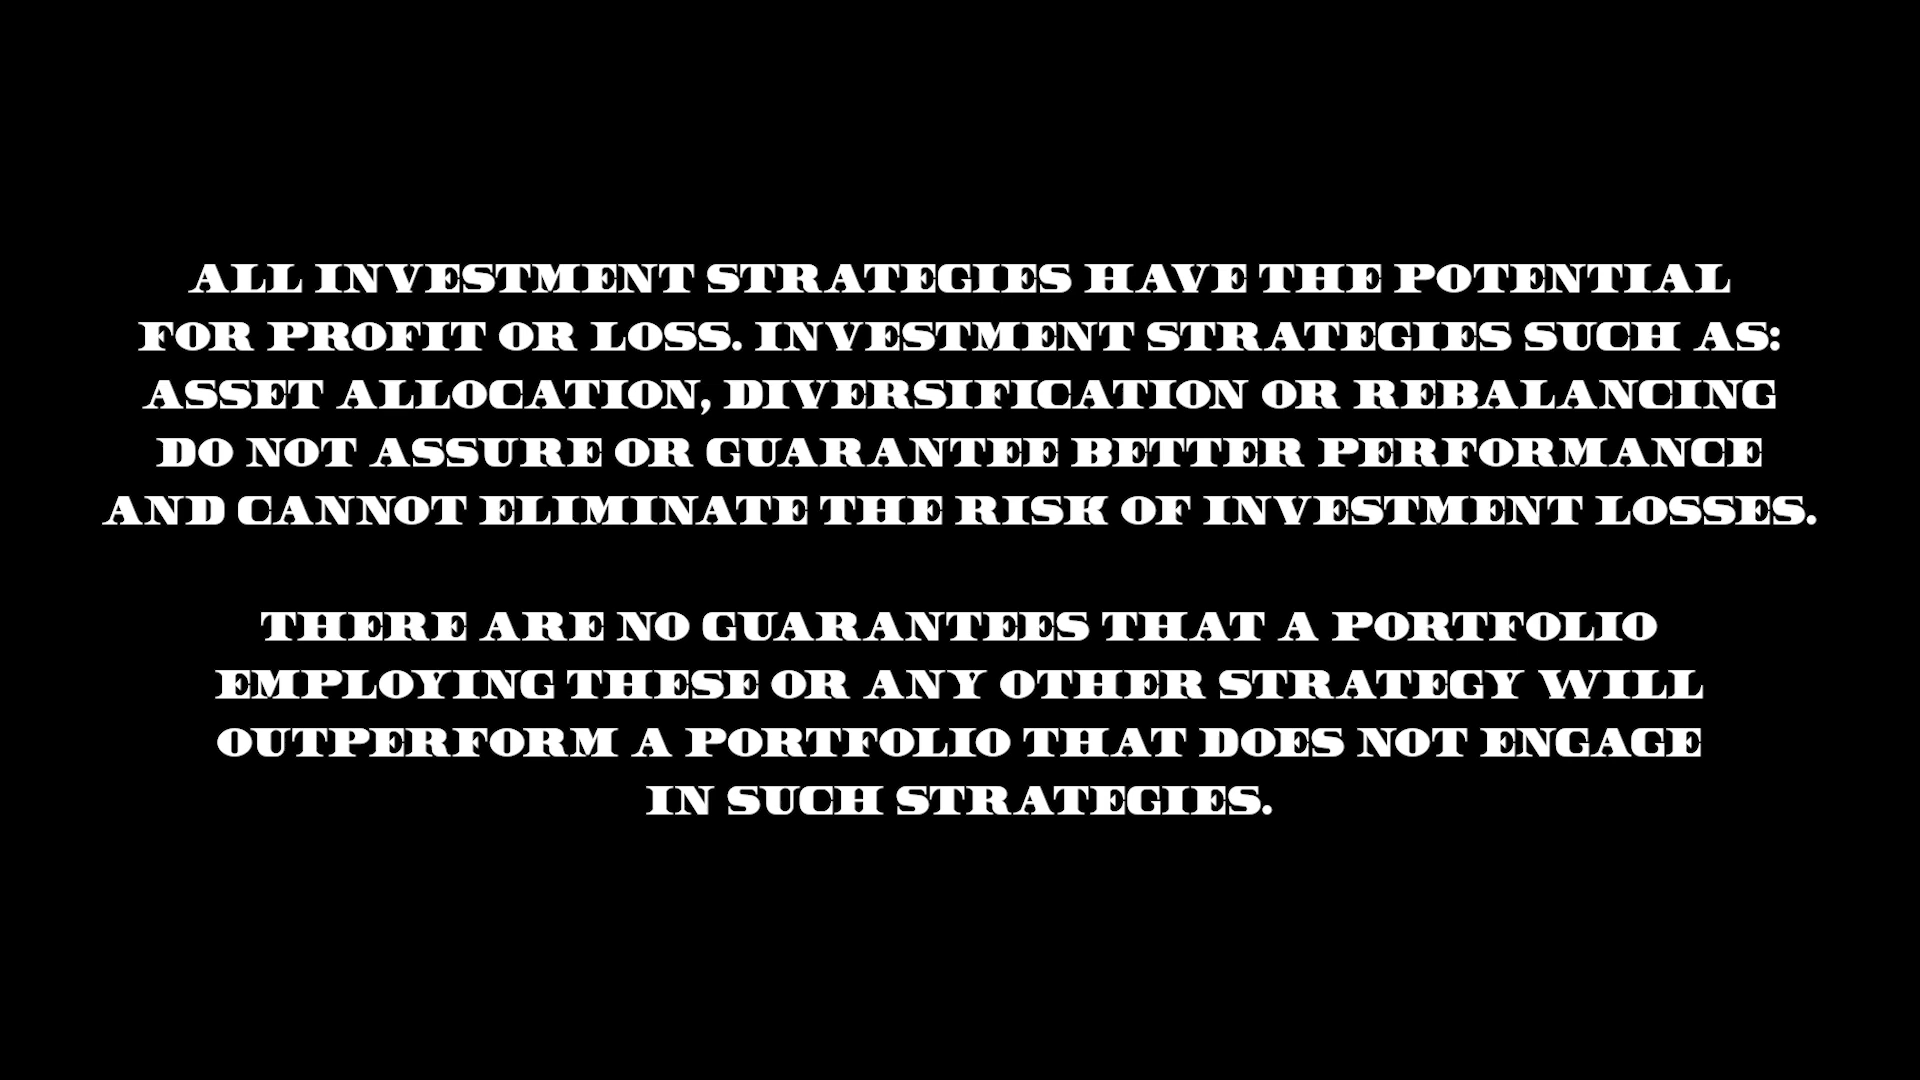 ALL INVESTMENT STRATEGIES HAVE THE POTENTIAL
FOR PROFIT OR LOSS. INVESTMENT STRATEGIES SUCH AS:
ASSET ALLOCATION, DIVERSIFICATION OR REBALANCING
DO NOT ASSURE OR GUARANTEE BETTER PERFORMANCE
AND CANNOT ELIMINATE THE RISK OF INVESTMENT LOSSES.
THERE ARE NO GUARANTEES THAT A PORTFOLIO
EMPLOYING THESE OR ANY OTHER STRATEGY WILL
OUTPERFORM A PORTFOLIO THAT DOES NOT ENGAGE
IN SUCH STRATEGIES.